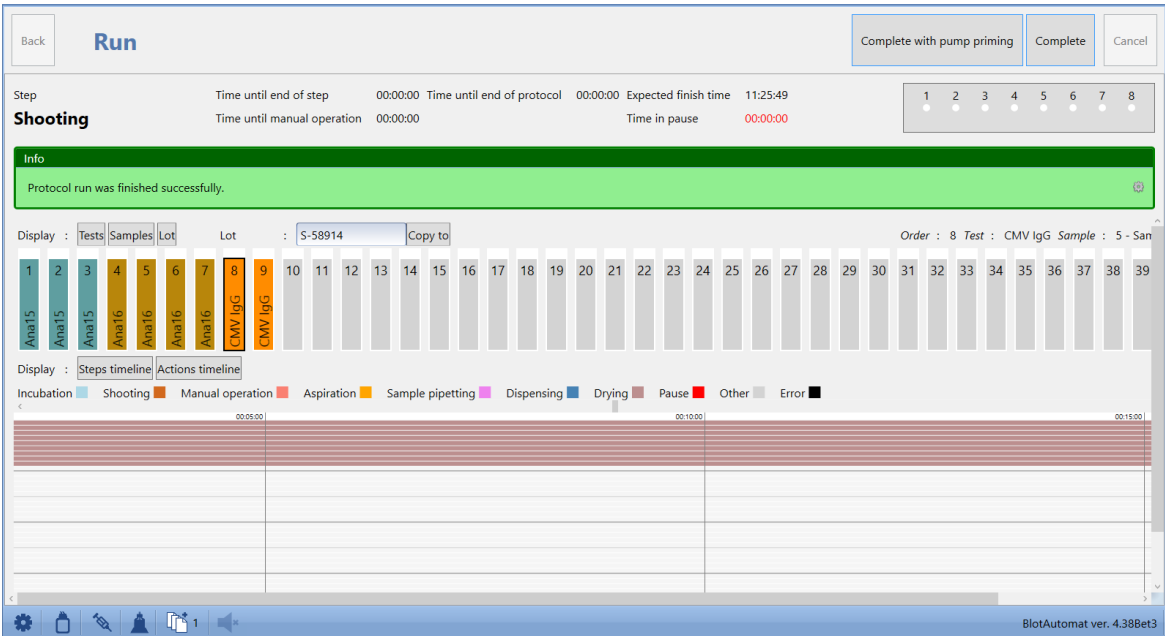 Back Run Complete with pump priming Complete Cancel
Step Time until end of step 00:00:00 Time until end of protocol 00:00:00 Expected finish time 11:25:49 1 2 3 4 5 6 7 8
Shooting Time until manual operation 00:00:00 Time in pause 00:00:00
Info
Protocol run was finished successfully.
Display : Tests Samples Lot Lot : S-58914 Copy to Order : 8 Test : CMV IgG Sample : 5 - Sam
1 2 3 4 5 6 7 8 9 10 11 12 13 14 15 16 17 18 19 20 21 22 23 24 25 26 27 28 29 30 31 32 33 34 35 36 37 38 39
Ana15 Ana15 Ana15 Ana16 Ana16 Ana16 Ana16 CMV IgG CMV IgG
Display : Steps timeline Actions timeline
Incubation Shooting Manual operation Aspiration Sample pipetting Dispensing Drying Pause Other Error
00:05:00 00:10:00 00:15:00
1 BlotAutomat ver. 4.38Bet3